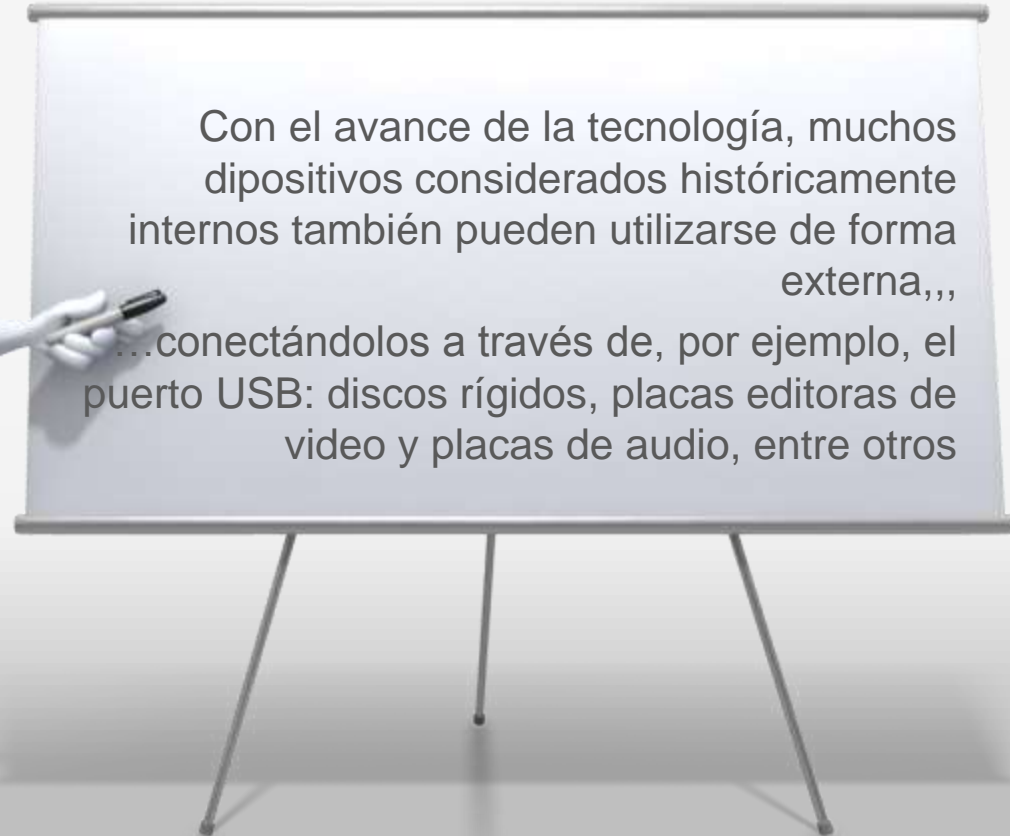 Con el avance de la tecnología, muchos
dipositivos considerados históricamente
internos también pueden utilizarse de forma
externa,,,
…conectándolos a través de, por ejemplo, el
puerto USB: discos rígidos, placas editoras de
video y placas de audio, entre otros